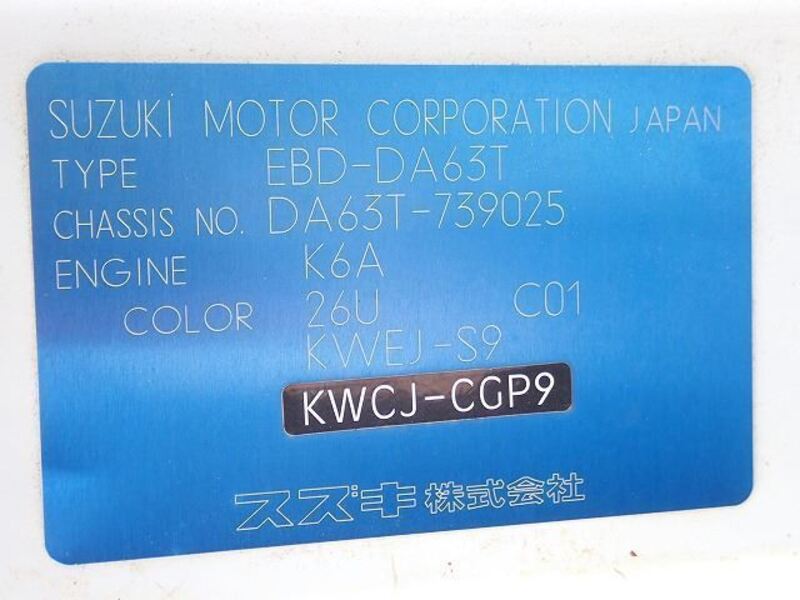 SUZUKI MOTOR CORPORATION JAPAN
TYPE EBD-DA63T
CHASSIS NO. DA63T-739025
ENGINE K6A
COLOR 26U C01
KWEJ-S9
KWCJ-CGP9
スズキ株式会社